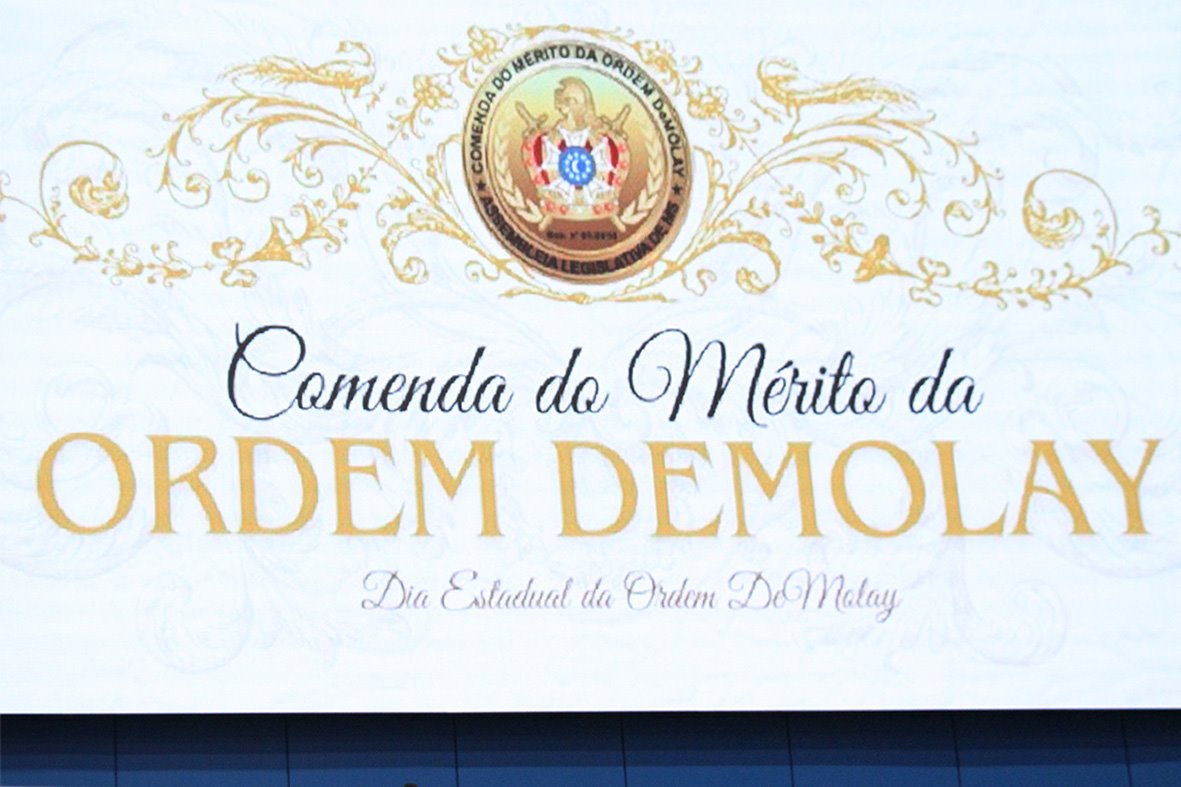 COMENDA DO MÉRITO DA ORDEM DeMOLAY
ASSEMBLEIA LEGISLATIVA DE MS
Comenda do Mérito da
ORDEM DEMOLAY
Dia Estadual da Ordem DeMolay